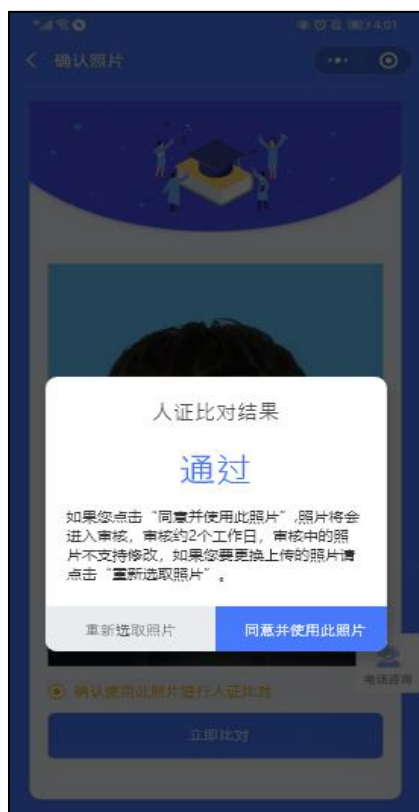 4:01
确认照片
人证比对结果
通过
如果您点击“同意并使用此照片”,照片将会
进入审核，审核约2个工作日，审核中的照
片不支持修改，如果您要更换上传的照片请
点击“重新选取照片”。
重新选取照片 同意并使用此照片
电话咨询
确认使用此照片进行人证比对
立即比对